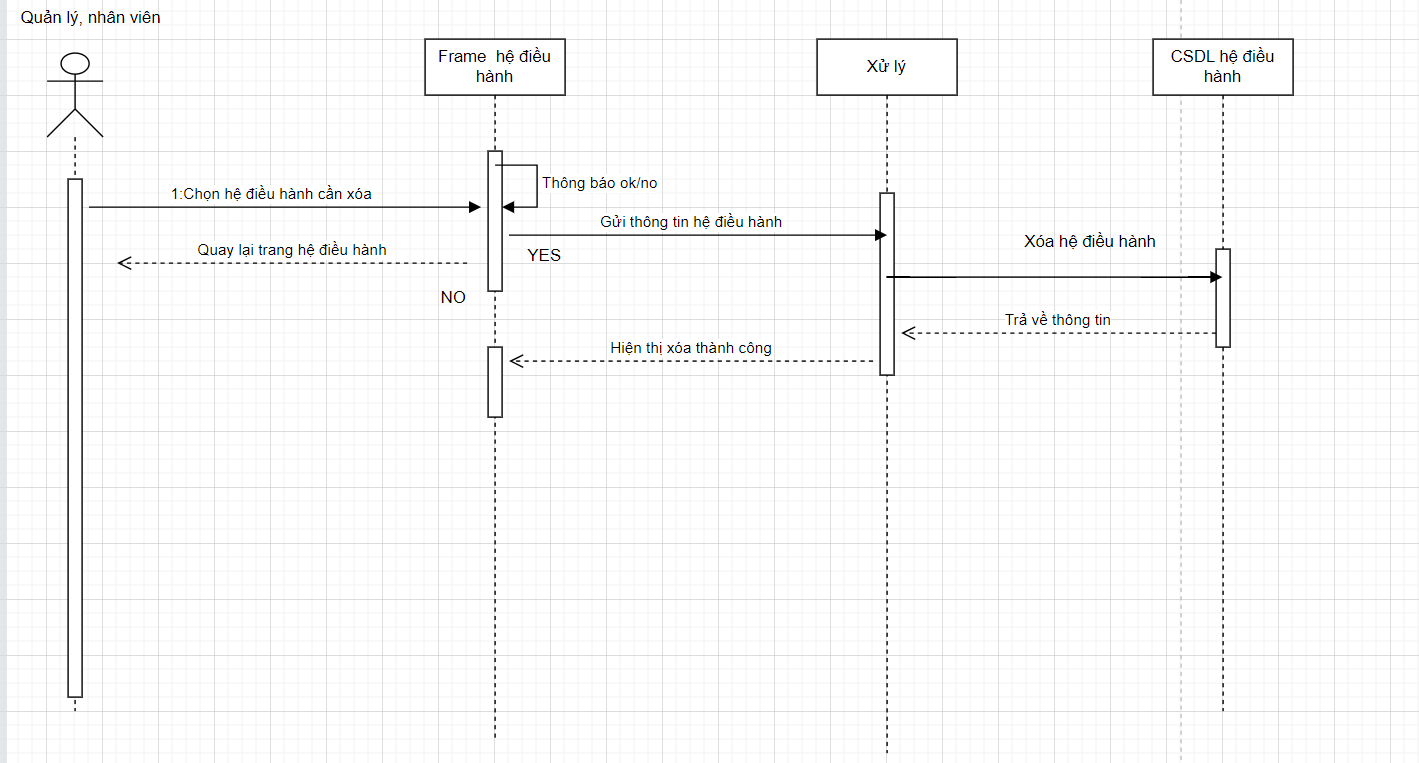 Quản lý, nhân viên
Frame hệ điều
hành
Xử lý
CSDL hệ điều
hành
Thông báo ok/no
1:Chọn hệ điều hành cần xóa
Gửi thông tin hệ điều hành
Xóa hệ điều hành
Quay lại trang hệ điều hành
YES
NO
Trả về thông tin
Hiện thị xóa thành công